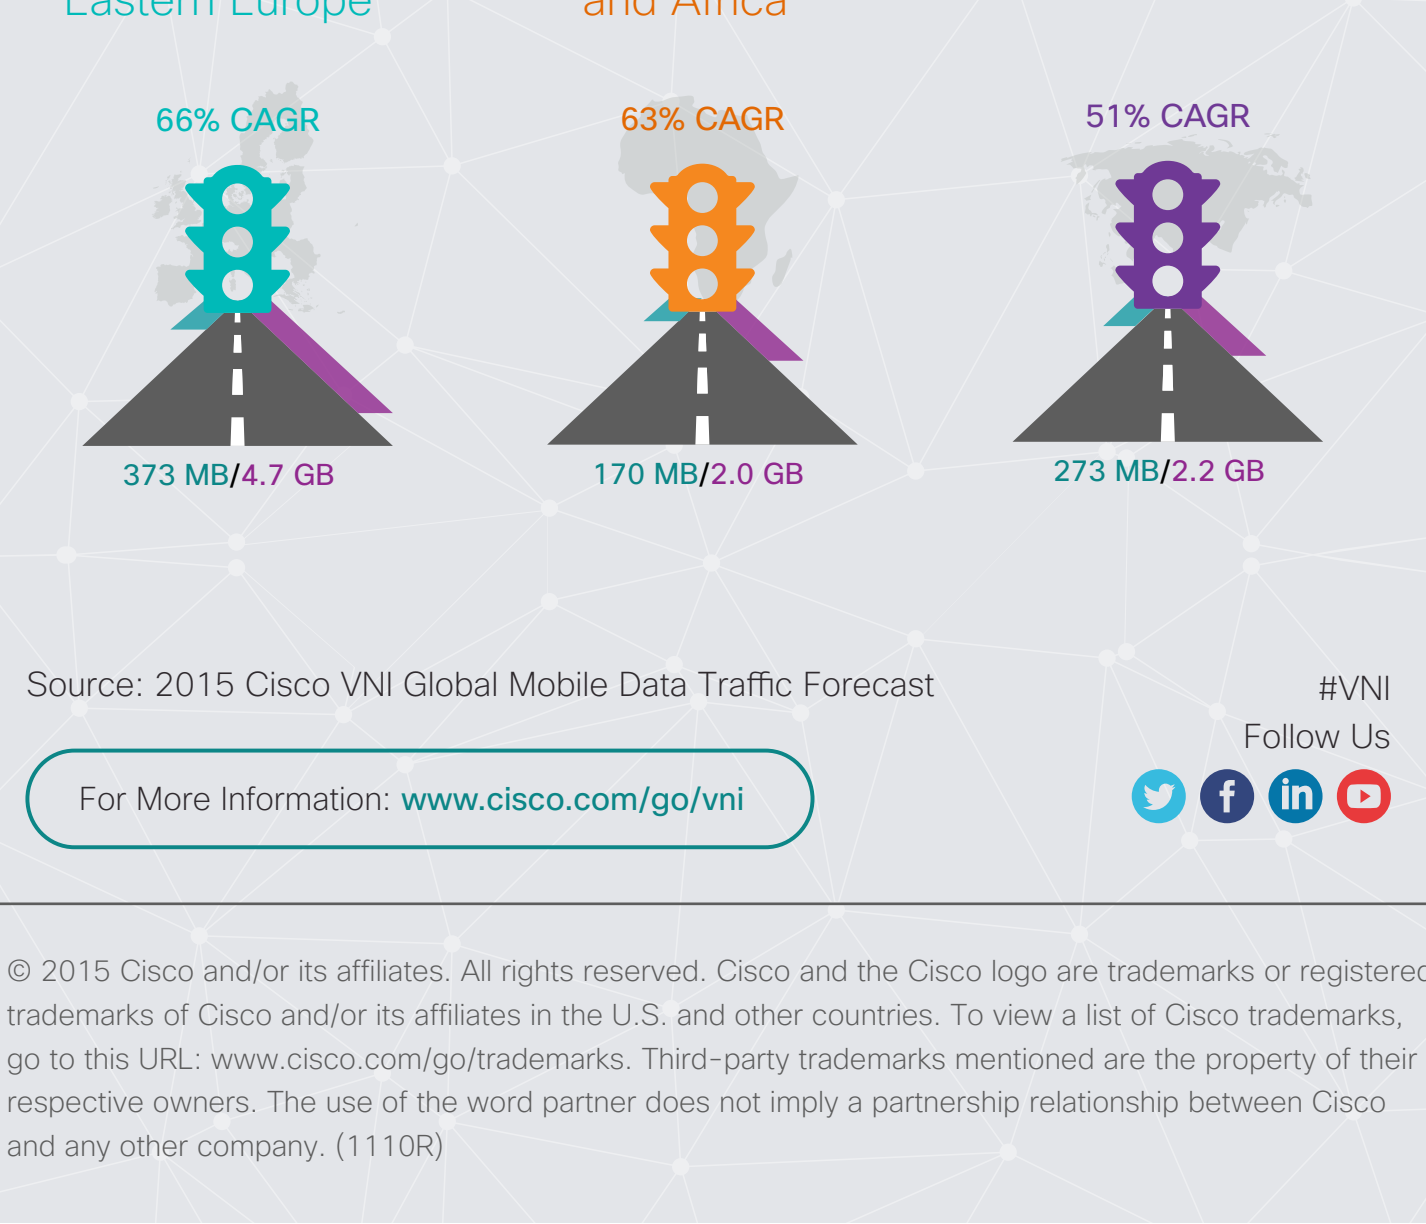 Eastern Europe
and Africa
66% CAGR
63% CAGR
51% CAGR
373 MB/4.7 GB
170 MB/2.0 GB
273 MB/2.2 GB
Source: 2015 Cisco VNI Global Mobile Data Traffic Forecast
#VNI
Follow Us
For More Information: www.cisco.com/go/vni
f
in
© 2015 Cisco and/or its affiliates. All rights reserved. Cisco and the Cisco logo are trademarks or registered
trademarks of Cisco and/or its affiliates in the U.S. and other countries. To view a list of Cisco trademarks,
go to this URL: www.cisco.com/go/trademarks. Third-party trademarks mentioned are the property of their
respective owners. The use of the word partner does not imply a partnership relationship between Cisco
and any other company. (1110R)